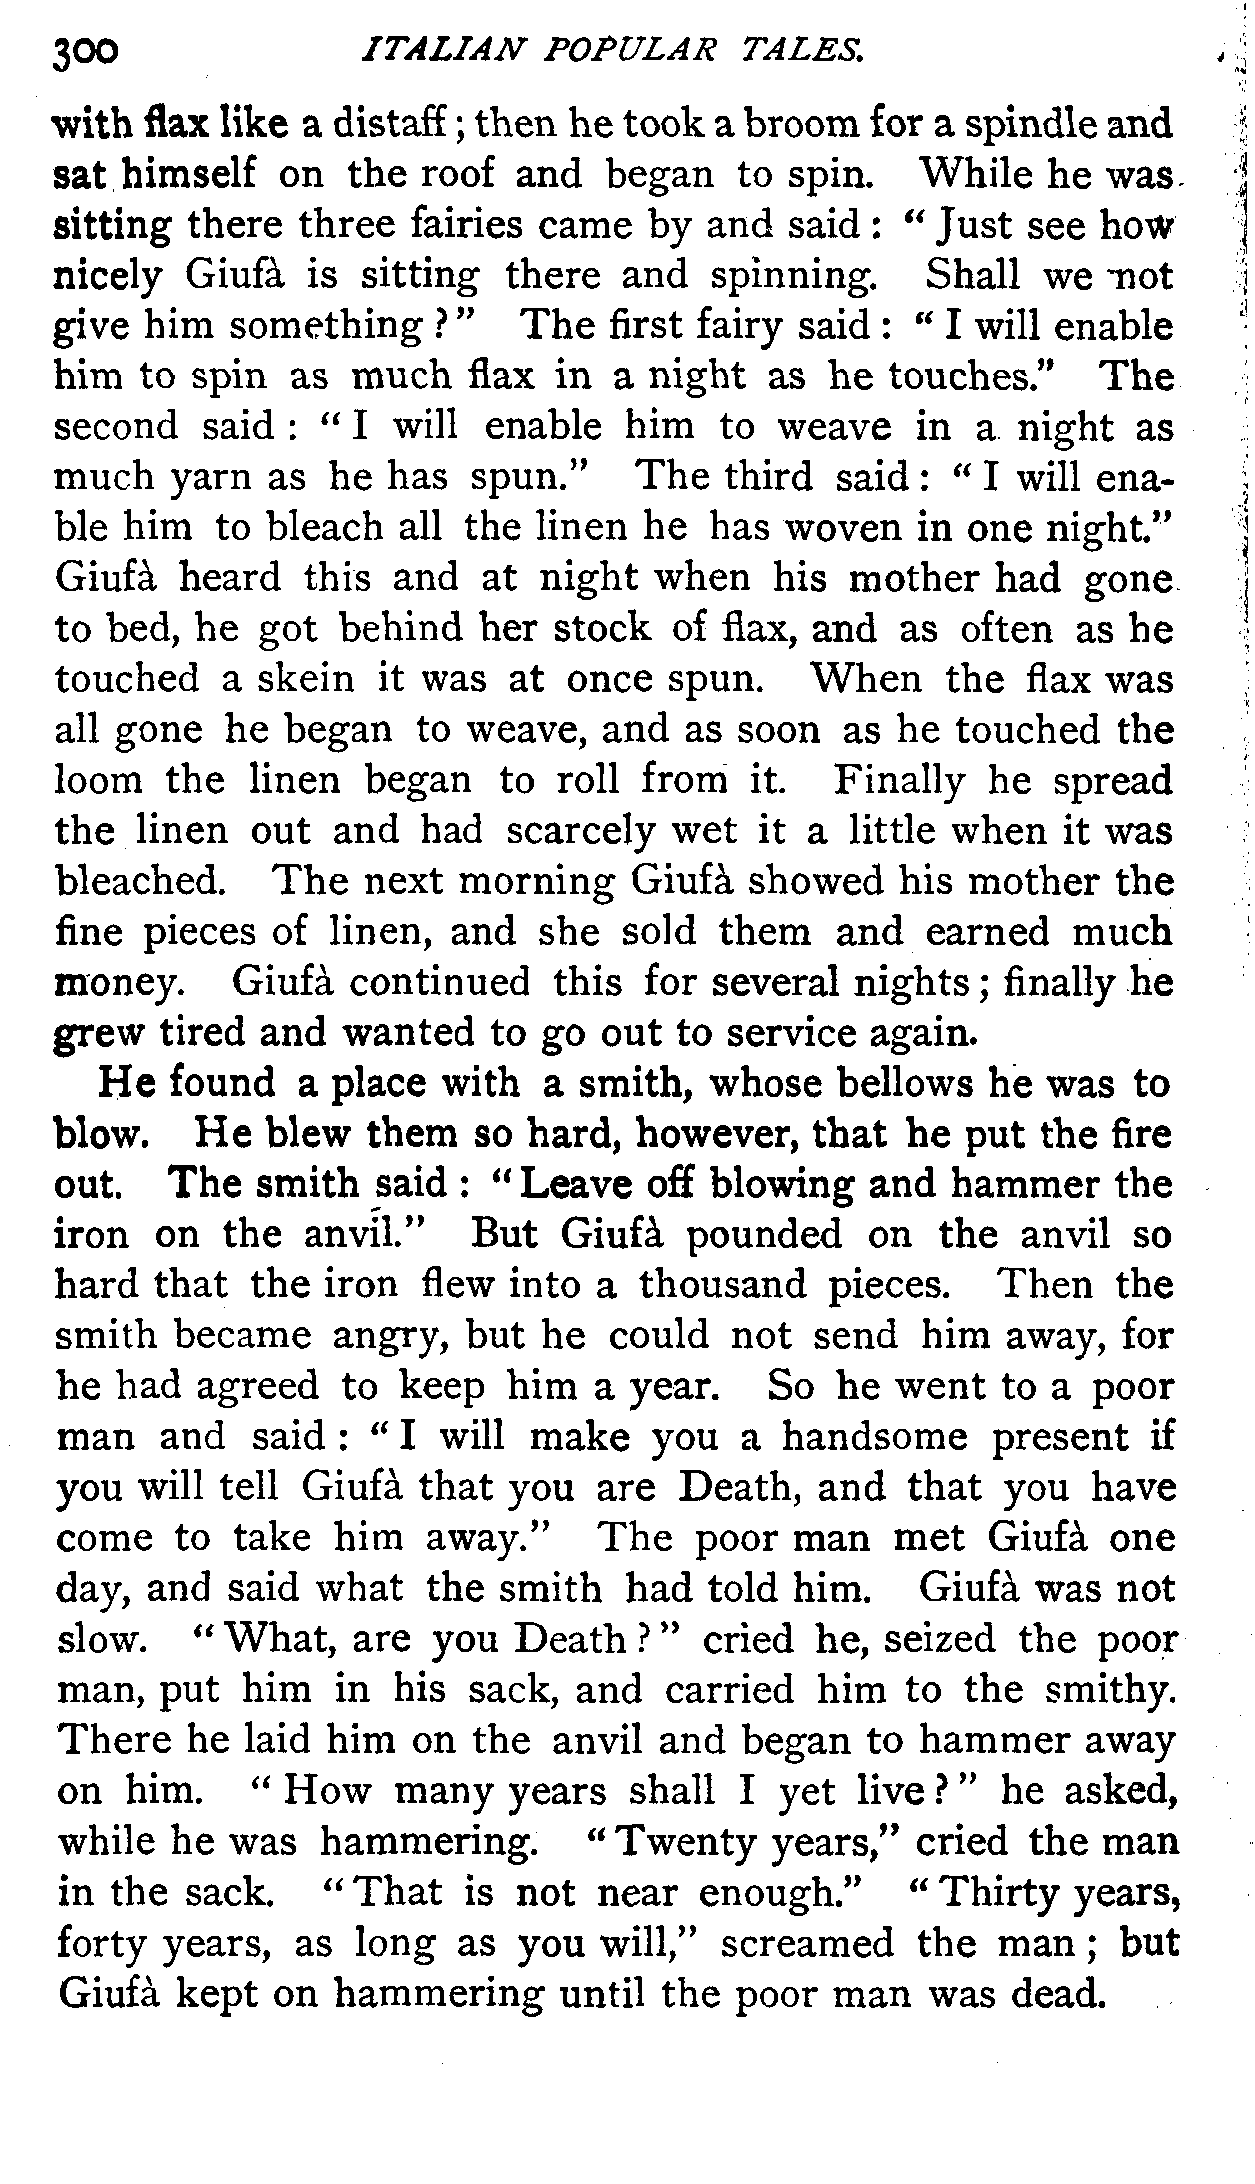 300 ITALIAN POPULAR TALES.
with flax like a distaff; then he took a broom for a spindle and
sat himself on the roof and began to spin. While he was
sitting there three fairies came by and said: "Just see how
nicely Giufà is sitting there and spinning. Shall we not
give him something?" The first fairy said: "I will enable
him to spin as much flax in a night as he touches." The
second said: "I will enable him to weave in a night as
much yarn as he has spun." The third said: "I will ena-
ble him to bleach all the linen he has woven in one night."
Giufà heard this and at night when his mother had gone
to bed, he got behind her stock of flax, and as often as he
touched a skein it was at once spun. When the flax was
all gone he began to weave, and as soon as he touched the
loom the linen began to roll from it. Finally he spread
the linen out and had scarcely wet it a little when it was
bleached. The next morning Giufà showed his mother the
fine pieces of linen, and she sold them and earned much
money. Giufà continued this for several nights; finally he
grew tired and wanted to go out to service again.
He found a place with a smith, whose bellows he was to
blow. He blew them so hard, however, that he put the fire
out. The smith said: "Leave off blowing and hammer the
iron on the anvil." But Giufà pounded on the anvil so
hard that the iron flew into a thousand pieces. Then the
smith became angry, but he could not send him away, for
he had agreed to keep him a year. So he went to a poor
man and said: "I will make you a handsome present if
you will tell Giufà that you are Death, and that you have
come to take him away." The poor man met Giufà one
day, and said what the smith had told him. Giufà was not
slow. "What, are you Death?" cried he, seized the poor
man, put him in his sack, and carried him to the smithy.
There he laid him on the anvil and began to hammer away
on him. "How many years shall I yet live?" he asked,
while he was hammering. "Twenty years," cried the man
in the sack. "That is not near enough." "Thirty years,
forty years, as long as you will," screamed the man; but
Giufà kept on hammering until the poor man was dead.